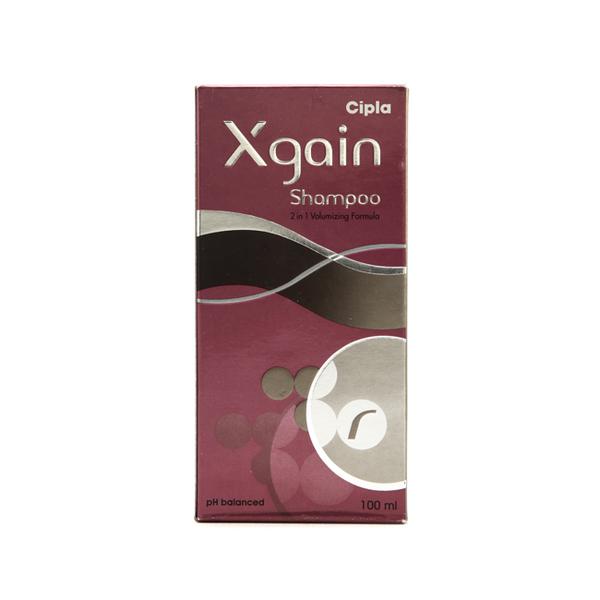 Cipla
Xgain
Shampoo
2 in 1 Volumizing Formula
pH balanced
100 ml